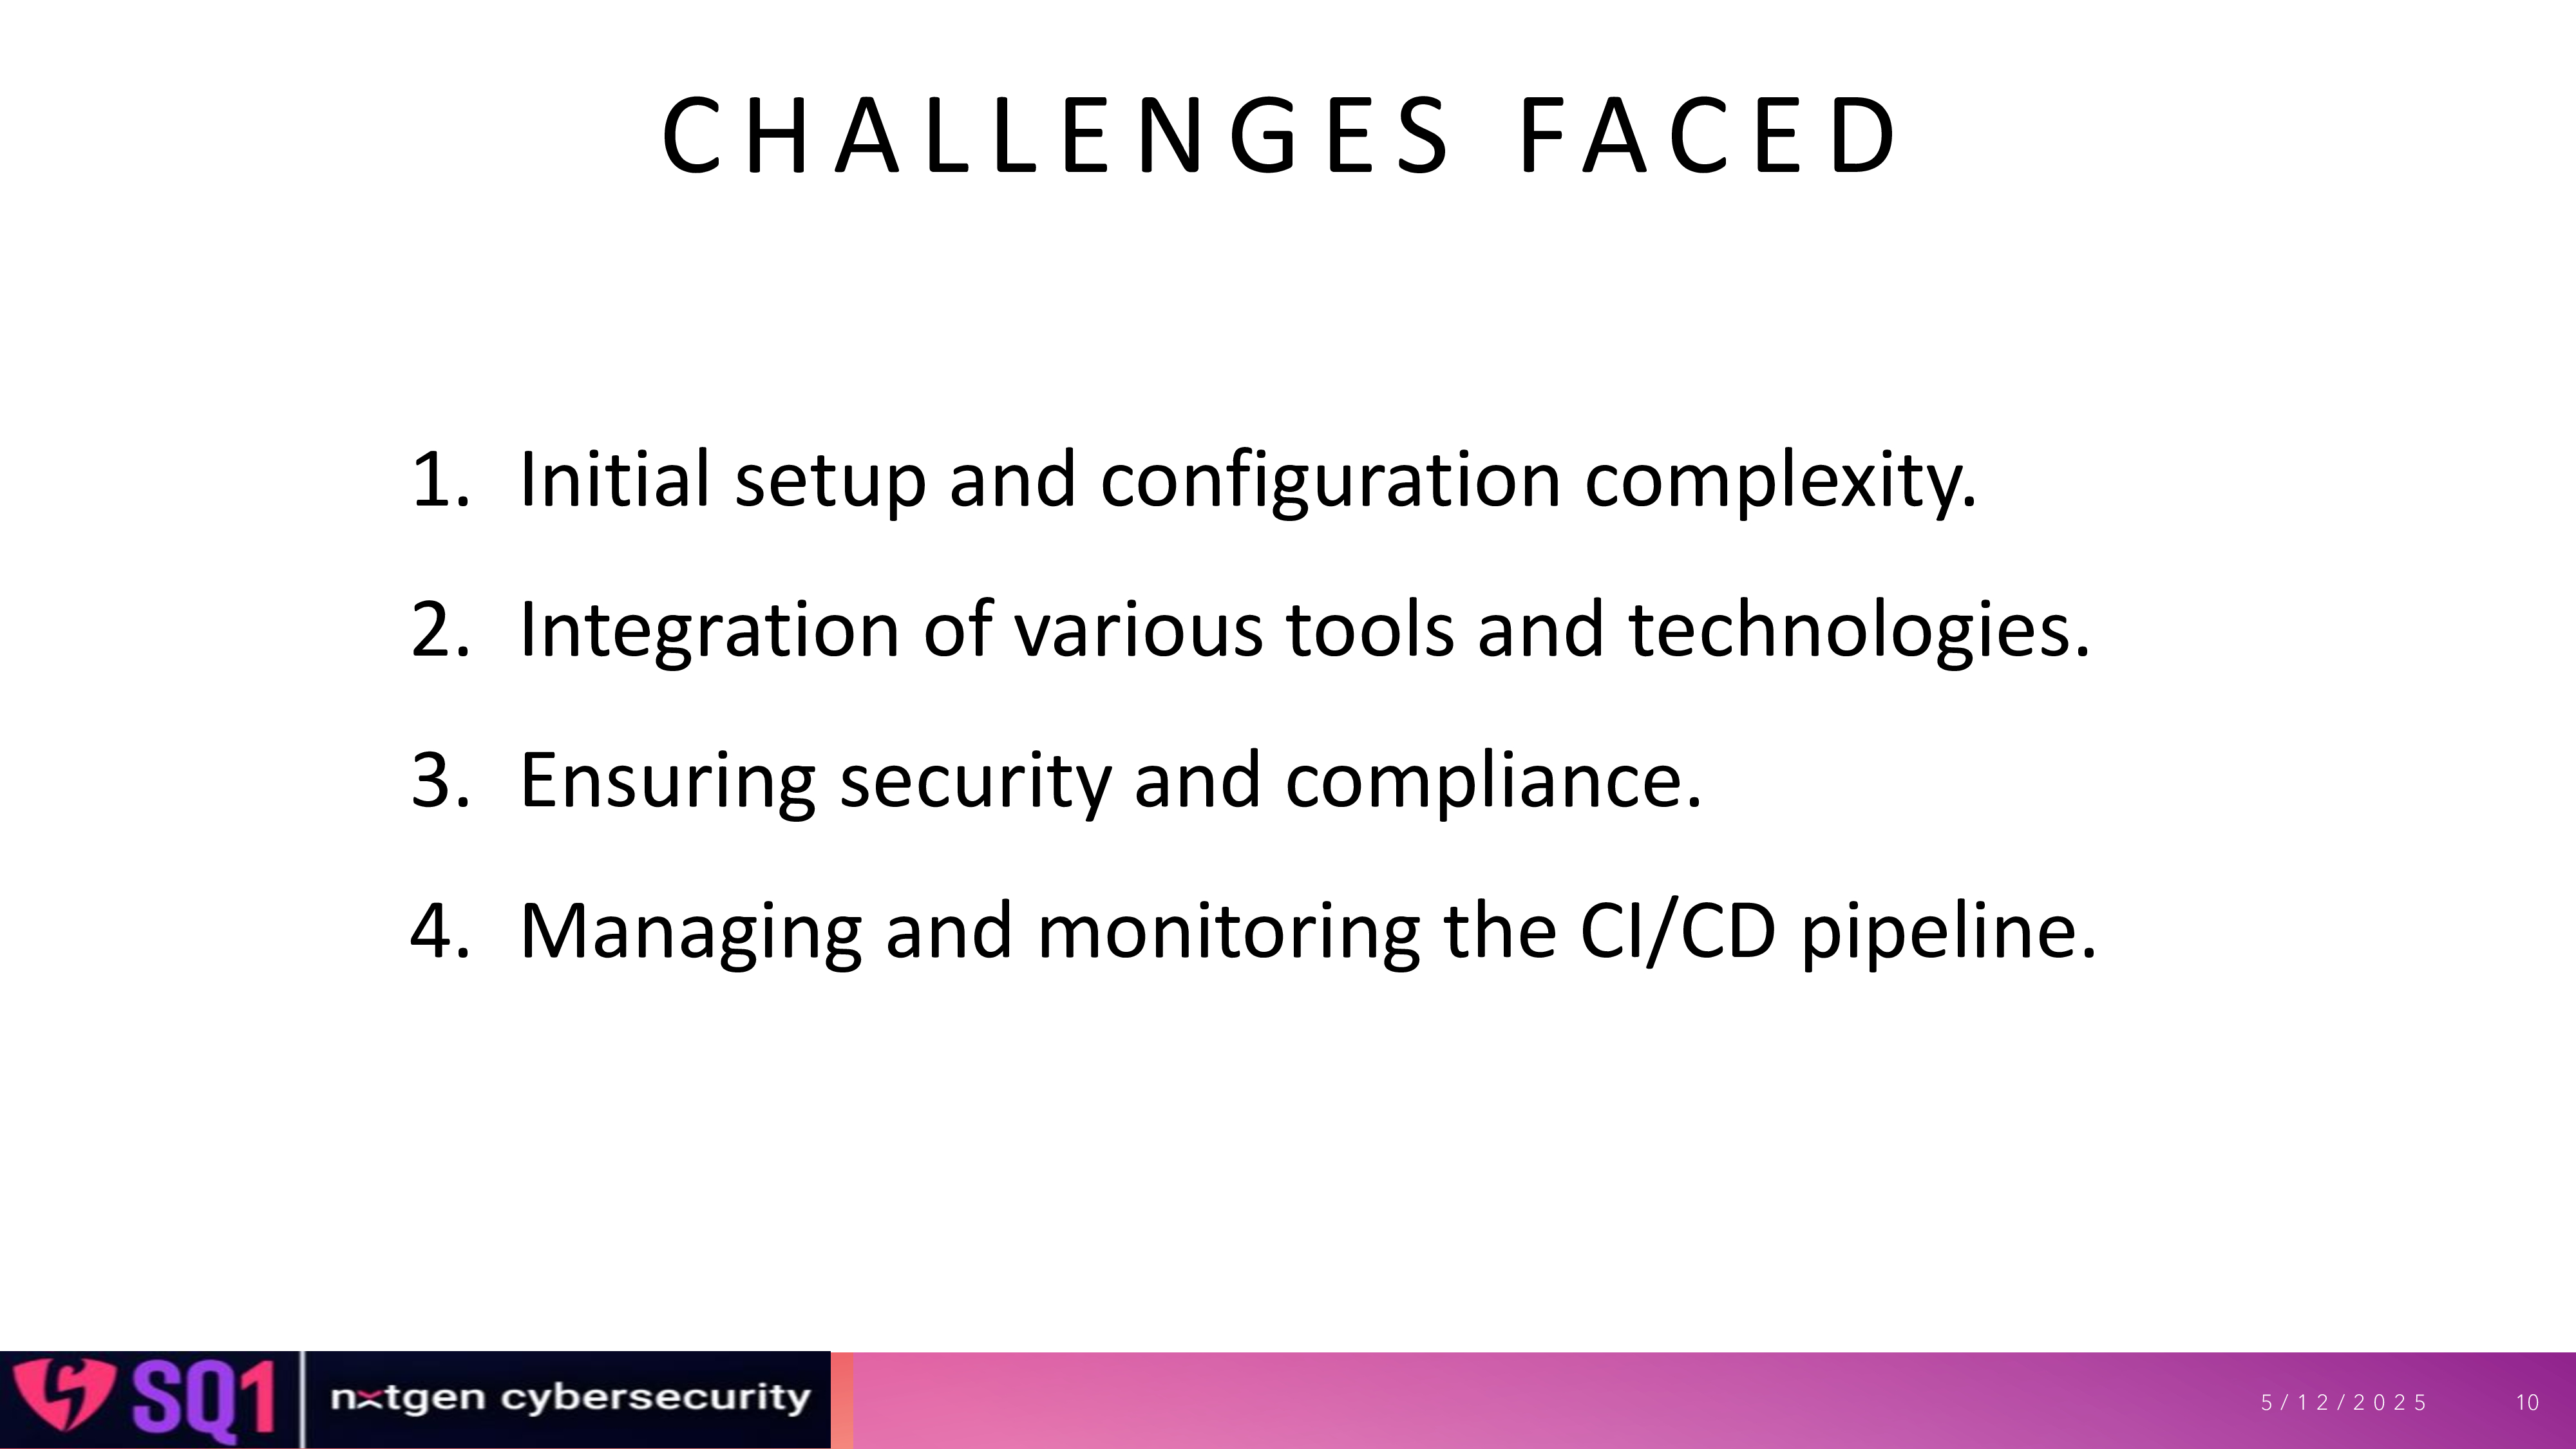 CHALLENGES FACED
1. Initial setup and configuration complexity.
2. Integration of various tools and technologies.
3. Ensuring security and compliance.
4. Managing and monitoring the CI/CD pipeline.
SQ1 nxtgen cybersecurity
5/12/2025 10